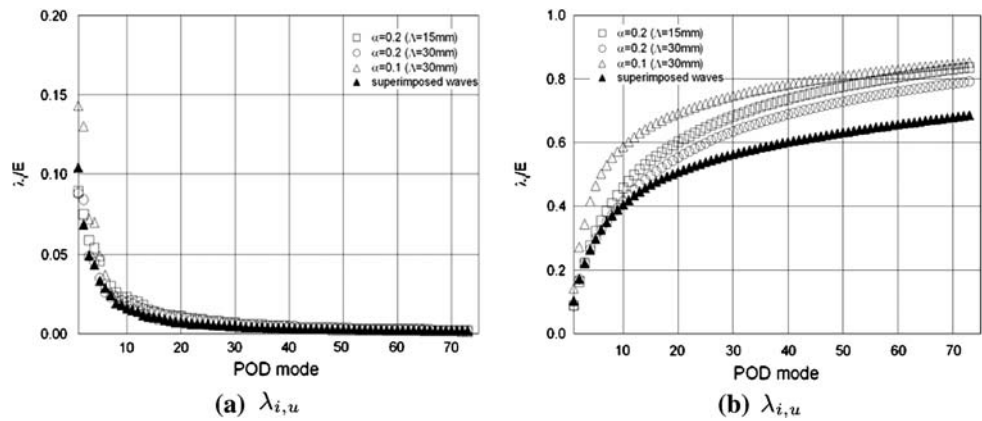 0.20
0.15
0.10
0.05
0.00
λ/E
α=0.2 (Λ=15mm)
α=0.2 (Λ=30mm)
α=0.1 (Λ=30mm)
superimposed waves
10 20 30 40 50 60 70
POD mode
(a) λi,u
1.0
0.8
0.6
0.4
0.2
0.0
λ/E
α=0.2 (Λ=15mm)
α=0.2 (Λ=30mm)
α=0.1 (Λ=30mm)
superimposed waves
10 20 30 40 50 60 70
POD mode
(b) λi,u